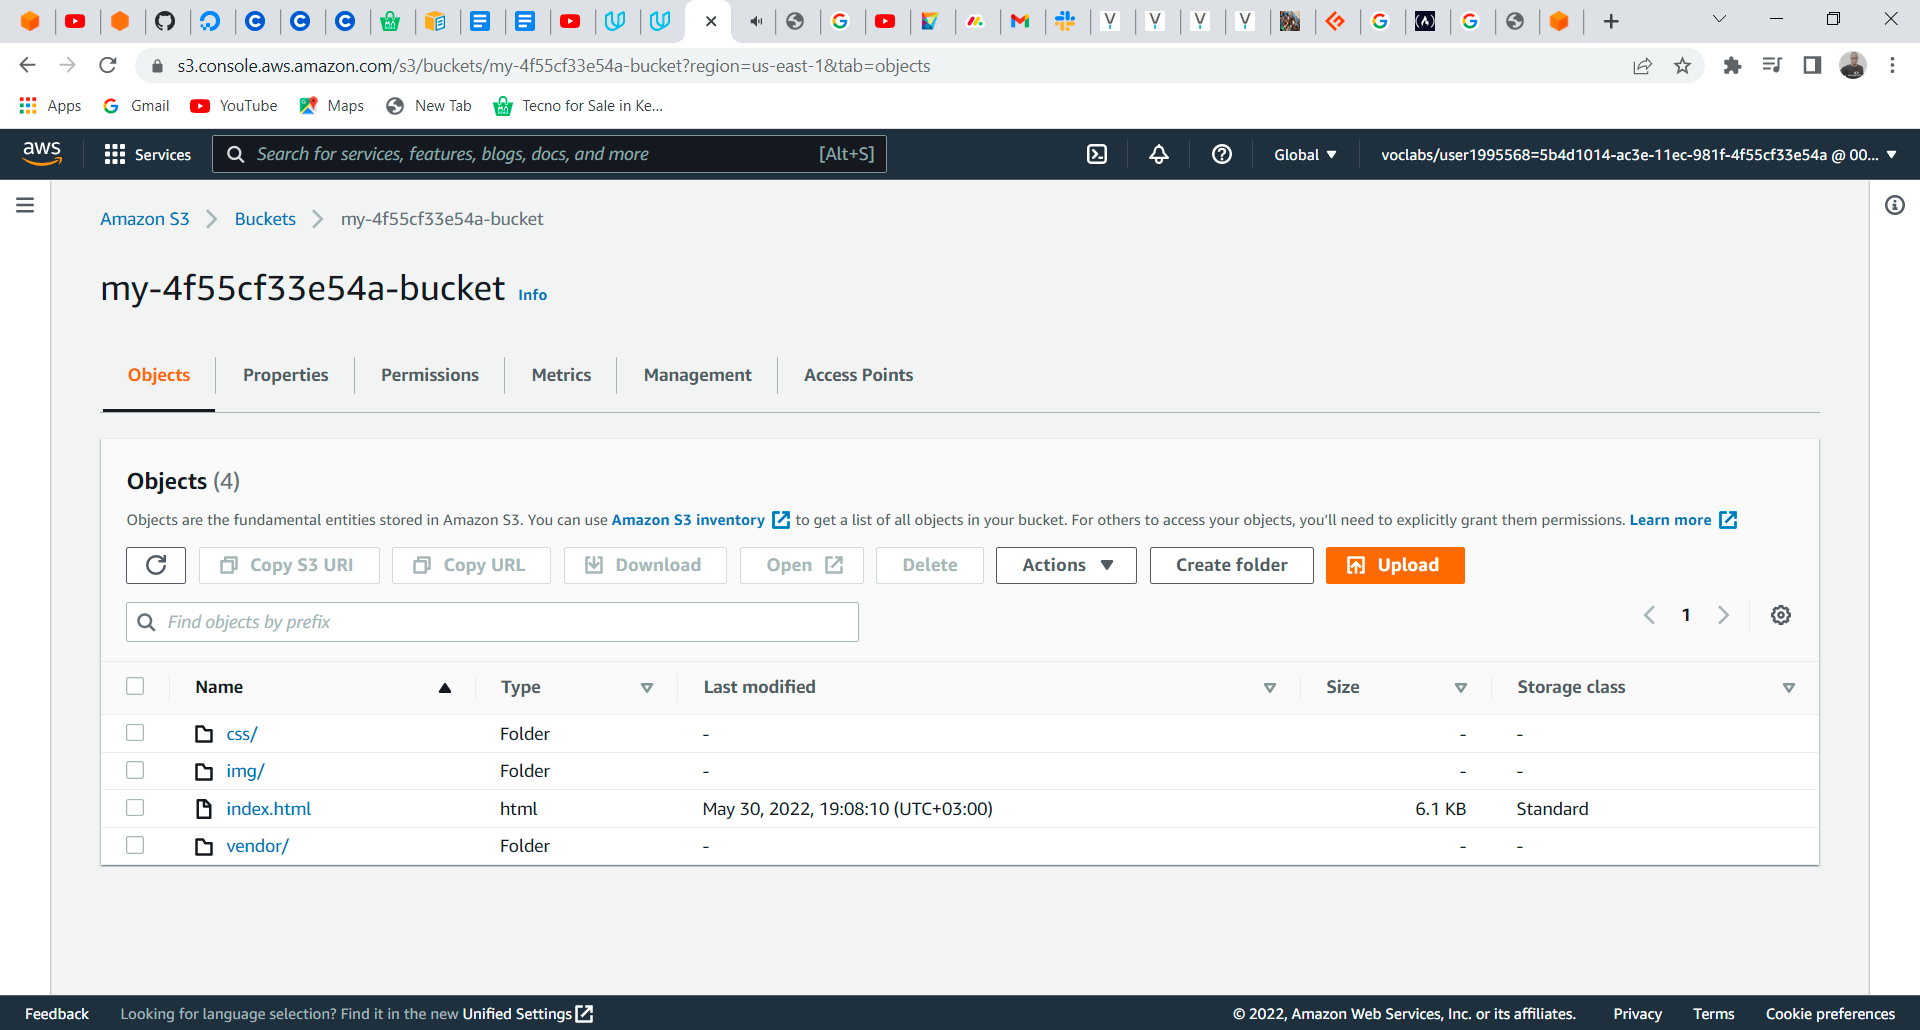 s3.console.aws.amazon.com/s3/buckets/my-4f55cf33e54a-bucket?region=us-east-1&tab=objects
Apps Gmail YouTube Maps New Tab Tecno for Sale in Ke...
aws Services Search for services, features, blogs, docs, and more [Alt+S] Global voclabs/user1995568=5b4d1014-ac3e-11ec-981f-4f55cf33e54a @ 00...
Amazon S3 Buckets my-4f55cf33e54a-bucket
my-4f55cf33e54a-bucket Info
Objects Properties Permissions Metrics Management Access Points
Objects (4)
Objects are the fundamental entities stored in Amazon S3. You can use Amazon S3 inventory to get a list of all objects in your bucket. For others to access your objects, you'll need to explicitly grant them permissions. Learn more
Copy S3 URI Copy URL Download Open Delete Actions Create folder Upload
Find objects by prefix 1
Name Type Last modified Size Storage class
css/ Folder - - -
img/ Folder - - -
index.html html May 30, 2022, 19:08:10 (UTC+03:00) 6.1 KB Standard
vendor/ Folder - - -
Feedback Looking for language selection? Find it in the new Unified Settings © 2022, Amazon Web Services, Inc. or its affiliates. Privacy Terms Cookie preferences